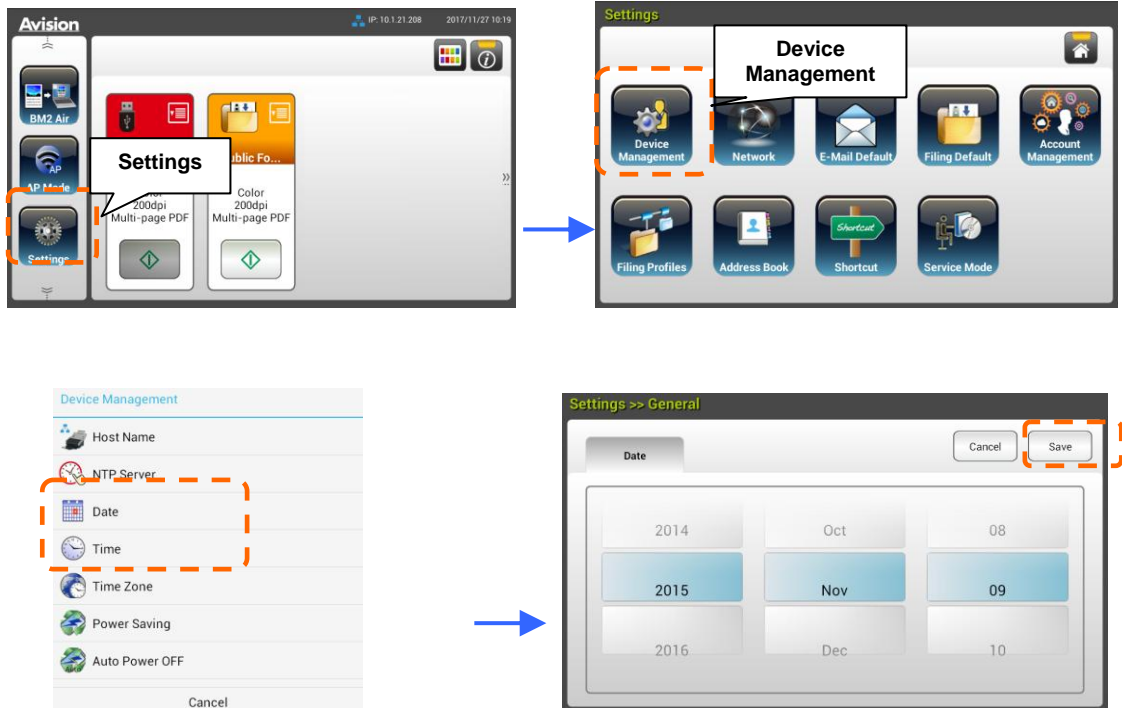 Avision
IP: 10.1.21.208
2017/11/27 10:19
BM2 Air
AP
AP Mode
Settings
Settings
ublic Fo...
200dpi
Multi-page PDF
Color
200dpi
Multi-page PDF
Settings
Device
Management
Device
Management
Network
E-Mail Default
Filing Default
Account
Management
Filing Profiles
Address Book
Shortcut
Shortcut
Service Mode
Device Management
Host Name
NTP Server
Date
Time
Time Zone
Power Saving
Auto Power OFF
Cancel
Settings >> General
Date
Cancel
Save
2014 Oct 08
2015 Nov 09
2016 Dec 10